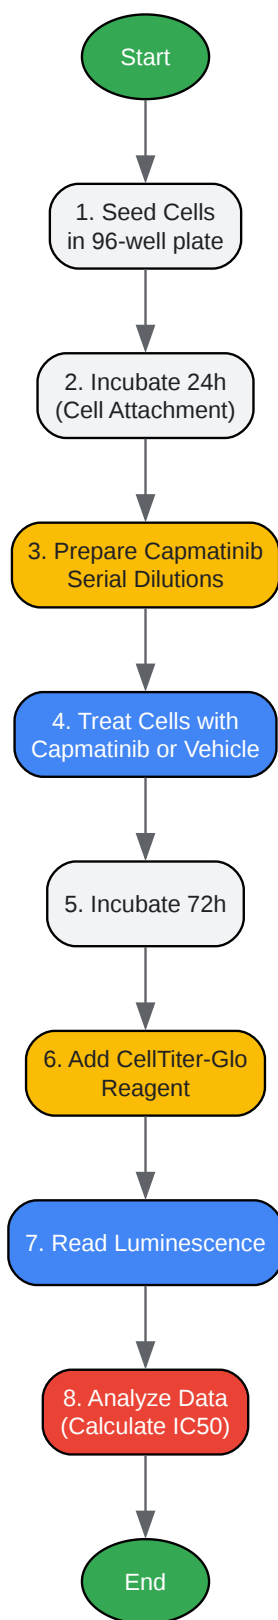 Start
1. Seed Cells
in 96-well plate
2. Incubate 24h
(Cell Attachment)
3. Prepare Capmatinib
Serial Dilutions
4. Treat Cells with
Capmatinib or Vehicle
5. Incubate 72h
6. Add CellTiter-Glo
Reagent
7. Read Luminescence
8. Analyze Data
(Calculate IC50)
End